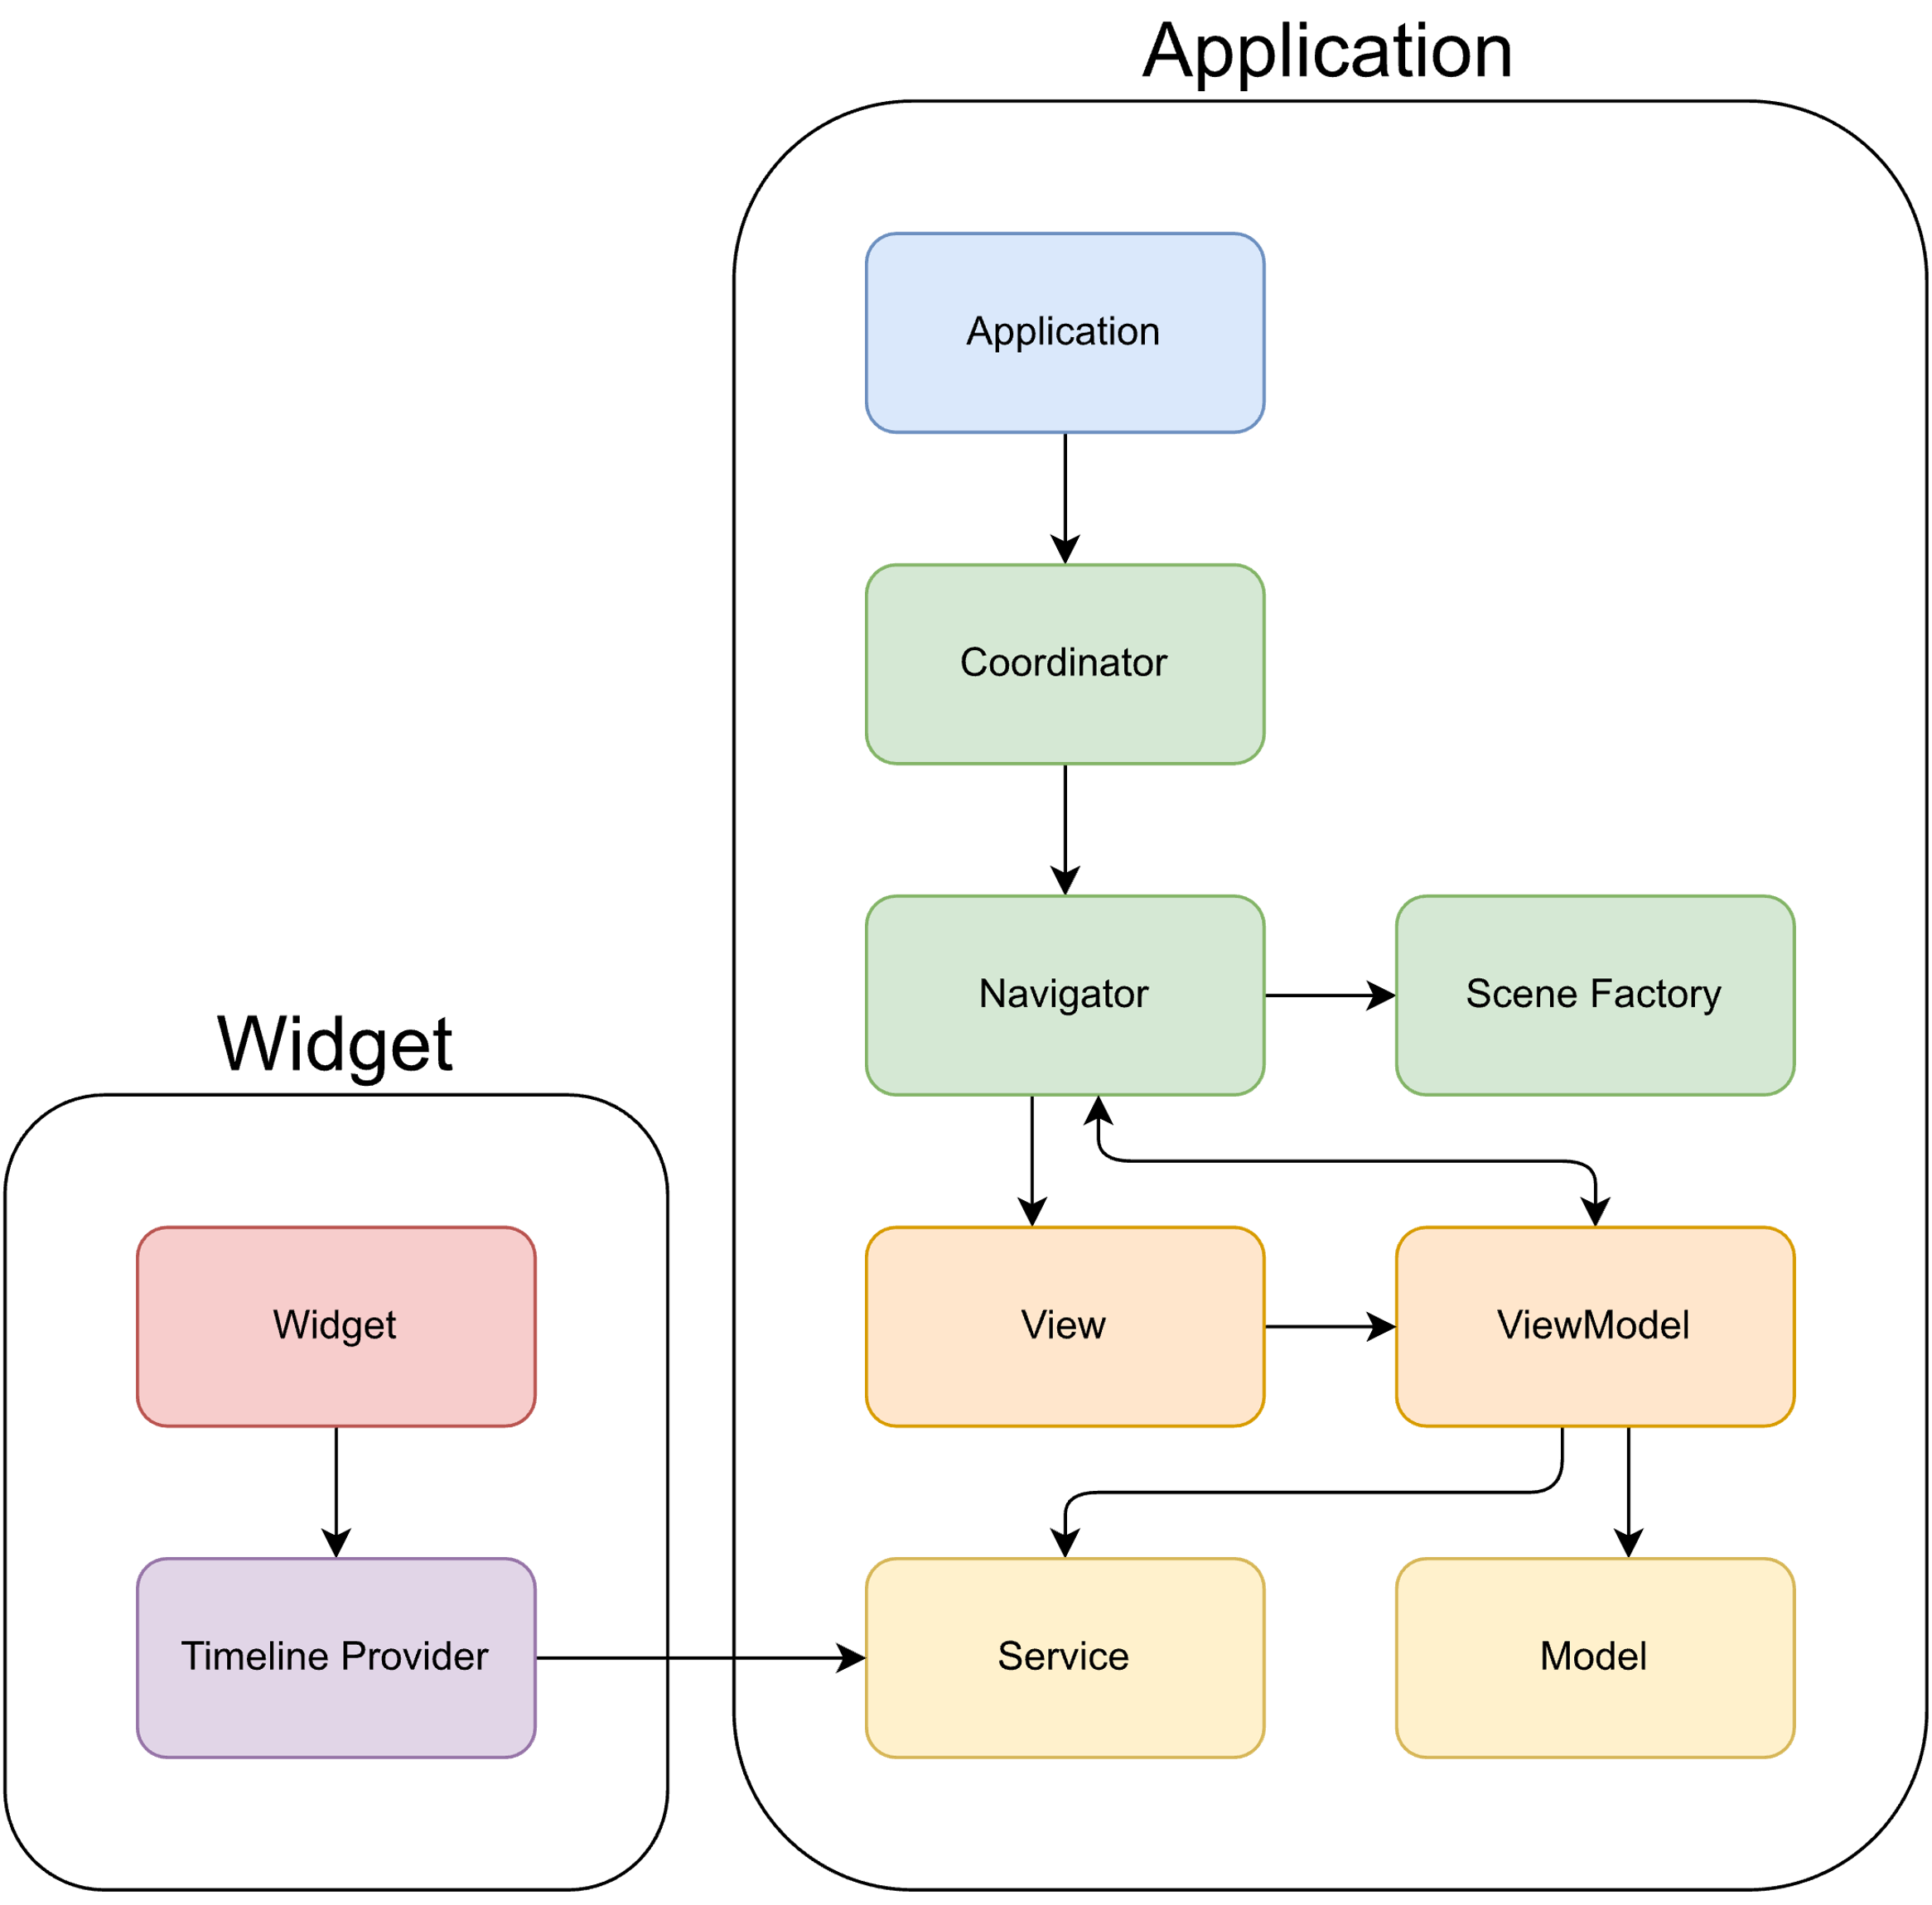 Application
Application
Coordinator
Navigator
Scene Factory
Widget
Widget
View
ViewModel
Timeline Provider
Service
Model